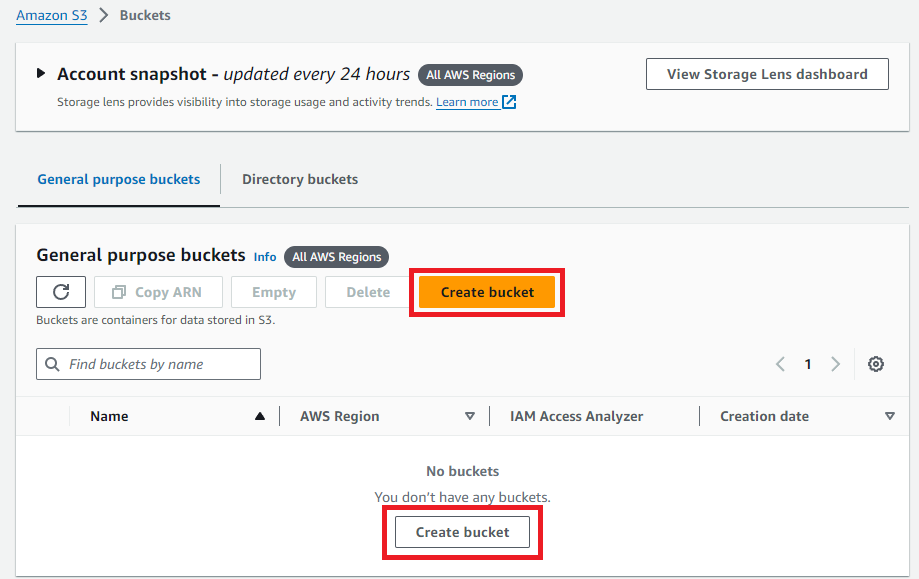 Amazon S3 > Buckets
Account snapshot - updated every 24 hours All AWS Regions
View Storage Lens dashboard
Storage lens provides visibility into storage usage and activity trends. Learn more
General purpose buckets Directory buckets
General purpose buckets Info All AWS Regions
Copy ARN Empty Delete Create bucket
Buckets are containers for data stored in S3.
Find buckets by name
1
Name AWS Region IAM Access Analyzer Creation date
No buckets
You don’t have any buckets.
Create bucket